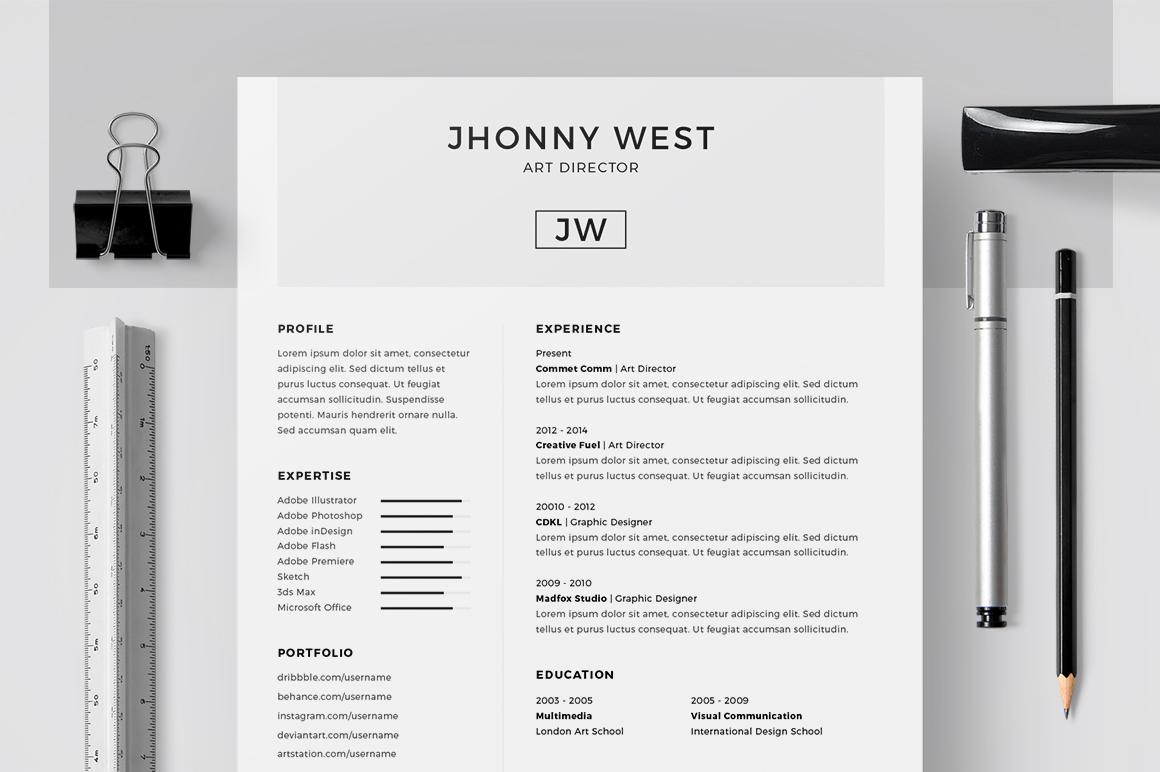 JHONNY WEST
ART DIRECTOR
JW
PROFILE
Lorem ipsum dolor sit amet, consectetur
adipiscing elit. Sed dictum tellus et
purus luctus consequat. Ut feugiat
accumsan sollicitudin. Suspendisse
potenti. Mauris hendrerit ornare nulla.
Sed accumsan quam elit.
EXPERTISE
Adobe Illustrator
Adobe Photoshop
Adobe inDesign
Adobe Flash
Adobe Premiere
Sketch
3ds Max
Microsoft Office
PORTFOLIO
dribbble.com/username
behance.com/username
instagram.com/username
deviantart.com/username
artstation.com/username
EXPERIENCE
Present
Commet Comm | Art Director
Lorem ipsum dolor sit amet, consectetur adipiscing elit. Sed dictum
tellus et purus luctus consequat. Ut feugiat accumsan sollicitudin.
2012 - 2014
Creative Fuel | Art Director
Lorem ipsum dolor sit amet, consectetur adipiscing elit. Sed dictum
tellus et purus luctus consequat. Ut feugiat accumsan sollicitudin.
20010 - 2012
CDKL | Graphic Designer
Lorem ipsum dolor sit amet, consectetur adipiscing elit. Sed dictum
tellus et purus luctus consequat. Ut feugiat accumsan sollicitudin.
2009 - 2010
Madfox Studio | Graphic Designer
Lorem ipsum dolor sit amet, consectetur adipiscing elit. Sed dictum
tellus et purus luctus consequat. Ut feugiat accumsan sollicitudin.
EDUCATION
2003 - 2005
Multimedia
London Art School
2005 - 2009
Visual Communication
International Design School